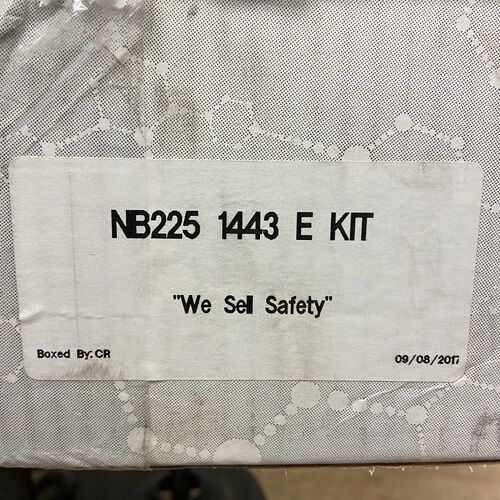 NB225 1443 E KIT
"We Sell Safety"
Boxed By: CR
09/08/2017